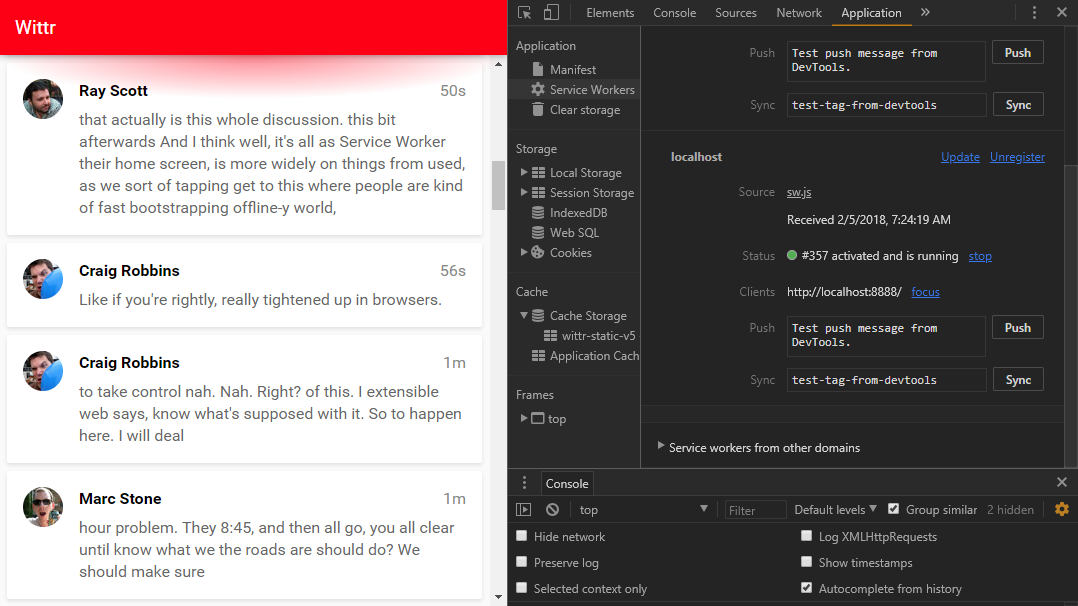 Wittr
Ray Scott 50s
that actually is this whole discussion. this bit
afterwards And I think well, it's all as Service Worker
their home screen, is more widely on things from used,
as we sort of tapping get to this where people are kind
of fast bootstrapping offline-y world,
Craig Robbins 56s
Like if you're rightly, really tightened up in browsers.
Craig Robbins 1m
to take control nah. Nah. Right? of this. I extensible
web says, know what's supposed with it. So to happen
here. I will deal
Marc Stone 1m
hour problem. They 8:45, and then all go, you all clear
until know what we the roads are should do? We
should make sure
Elements Console Sources Network Application »
Application
Manifest
Service Workers
Clear storage
Storage
Local Storage
Session Storage
IndexedDB
Web SQL
Cookies
Cache
Cache Storage
wittr-static-v5
Application Cach
Frames
top
Push Test push message from
DevTools. Push
Sync test-tag-from-devtools Sync
localhost Update Unregister
Source sw.js
Received 2/5/2018, 7:24:19 AM
Status #357 activated and is running stop
Clients http://localhost:8888/ focus
Push Test push message from
DevTools. Push
Sync test-tag-from-devtools Sync
Service workers from other domains
Console
top Filter Default levels Group similar 2 hidden
Hide network Log XMLHttpRequests
Preserve log Show timestamps
Selected context only Autocomplete from history